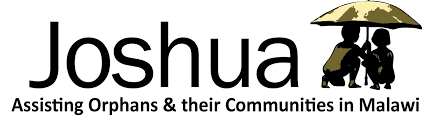 Joshua
Assisting Orphans & their Communities in Malawi